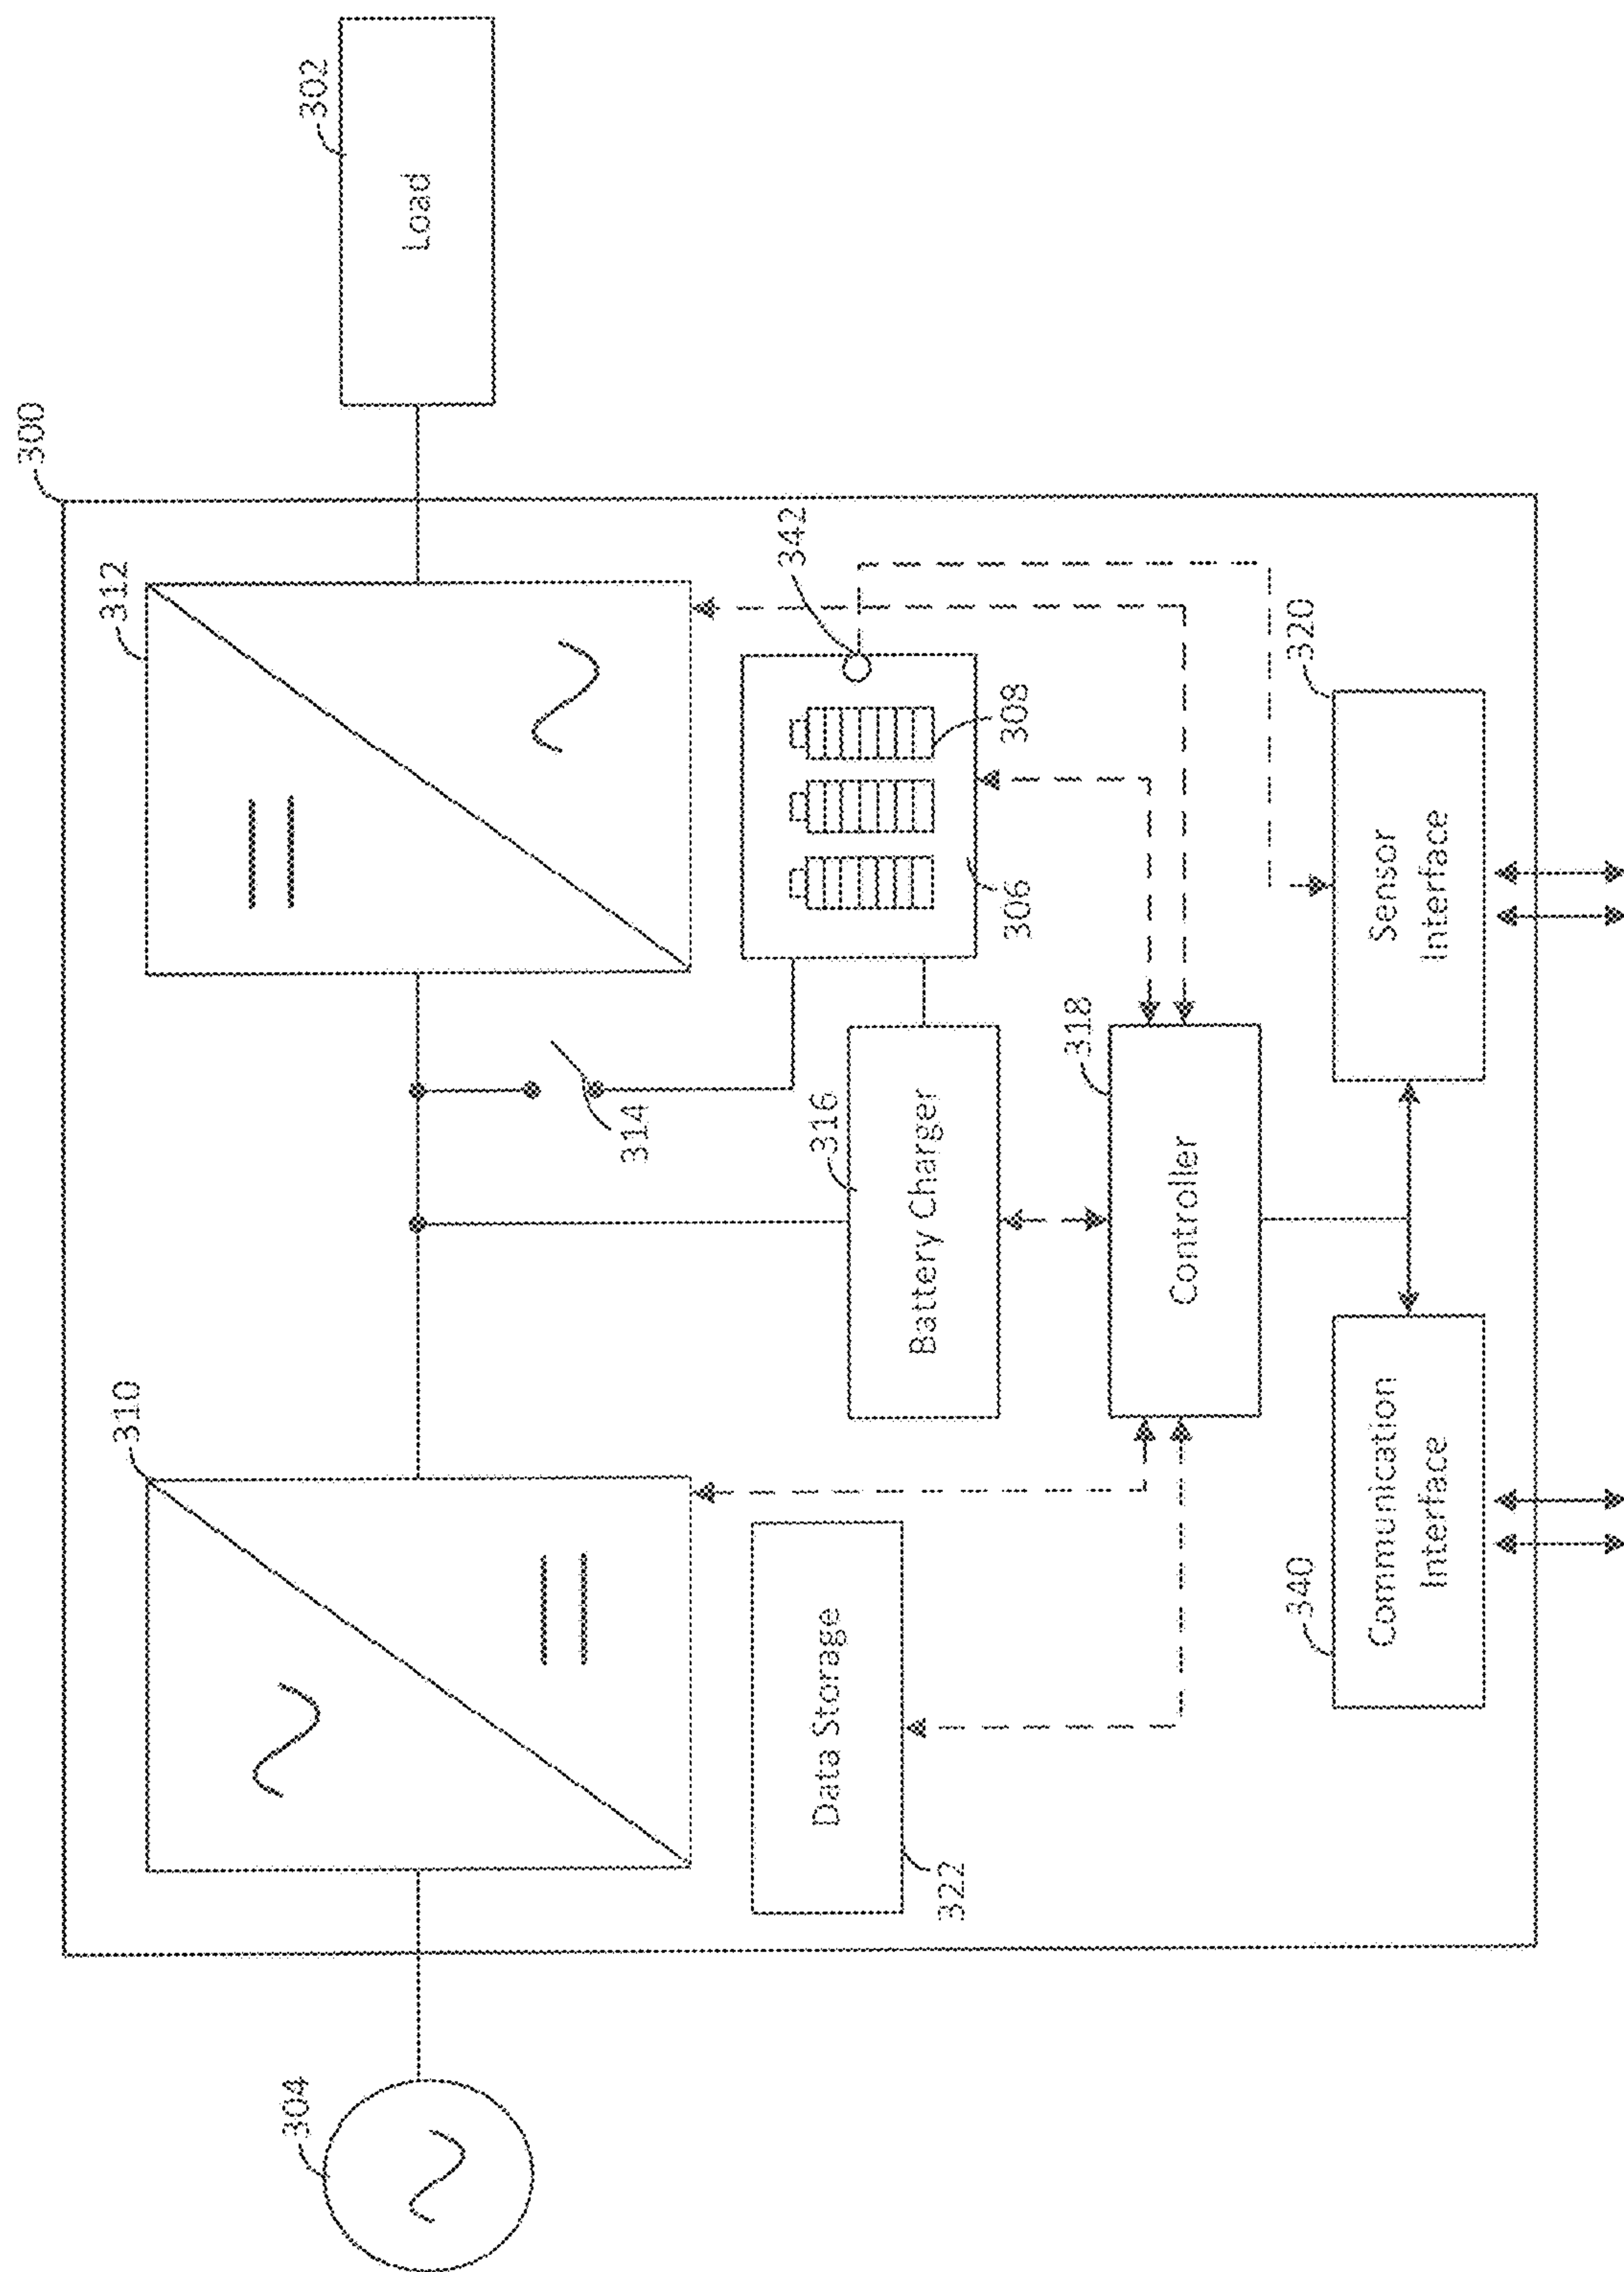 300
304
302
310
312
314
316
Battery Charger
342
308
306
Data Storage
322
318
Controller
340
Communication
Interface
320
Sensor
Interface
Load